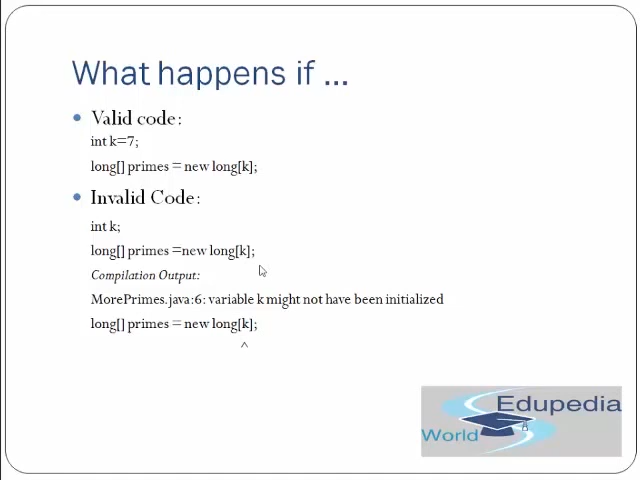 What happens if ...
• Valid code:
int k=7;
long[] primes = new long[k];
• Invalid Code:
int k;
long[] primes =new long[k];
Compilation Output:
MorePrimes.java:6: variable k might not have been initialized
long[] primes = new long[k];
^
Edupedia
World